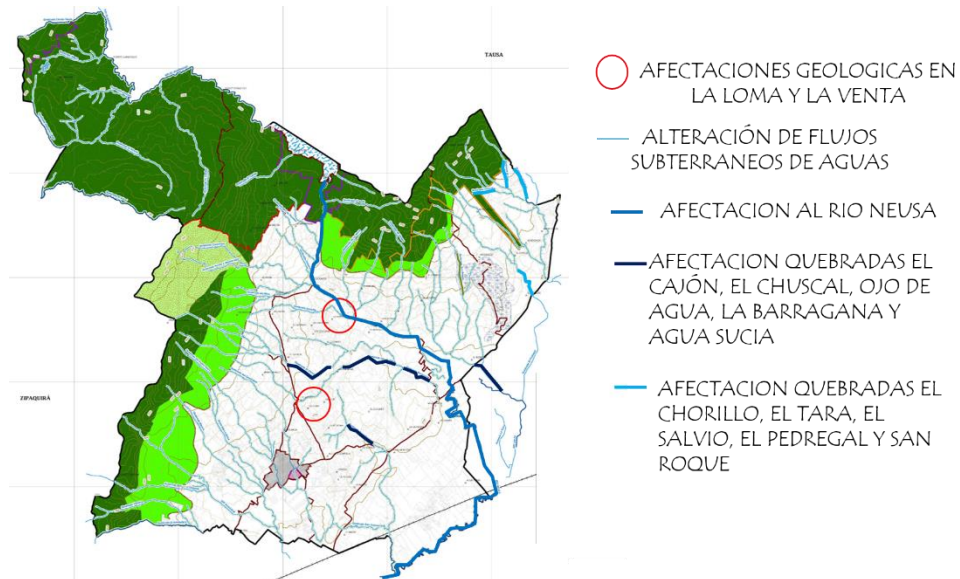 TAUSA
ZIPAQUIRÁ
AFECTACIONES GEOLOGICAS EN
LA LOMA Y LA VENTA
ALTERACIÓN DE FLUJOS
SUBTERRANEOS DE AGUAS
AFECTACION AL RIO NEUSA
AFECTACION QUEBRADAS EL
CAJÓN, EL CHUSCAL, OJO DE
AGUA, LA BARRAGANA Y
AGUA SUCIA
AFECTACION QUEBRADAS EL
CHORILLO, EL TARA, EL
SALVIO, EL PEDREGAL Y SAN
ROQUE